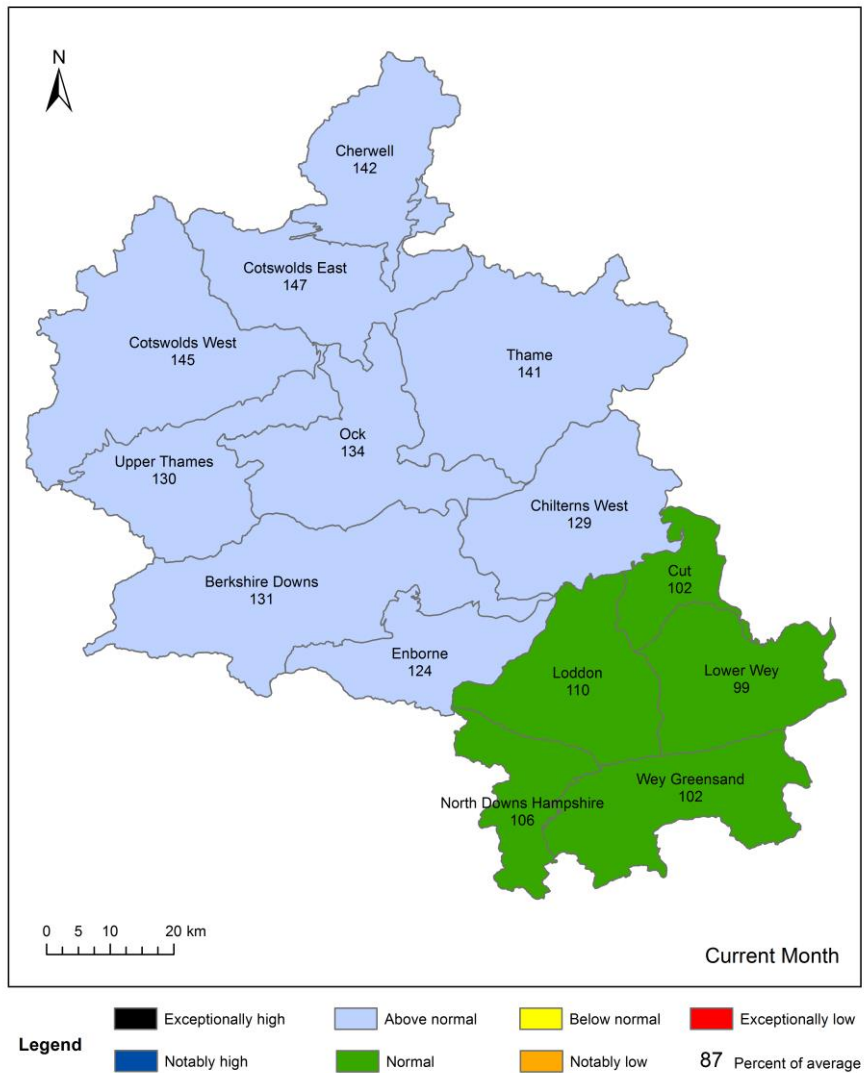 N
Cherwell
142
Cotswolds East
147
Cotswolds West
145
Thame
141
Ock
134
Upper Thames
130
Chilterns West
129
Berkshire Downs
131
Cut
102
Enborne
124
Loddon
110
Lower Wey
99
Wey Greensand
102
North Downs Hampshire
106
0 5 10 20 km
Current Month
Legend
Exceptionally high
Above normal
Below normal
Exceptionally low
Notably high
Normal
Notably low
87 Percent of average